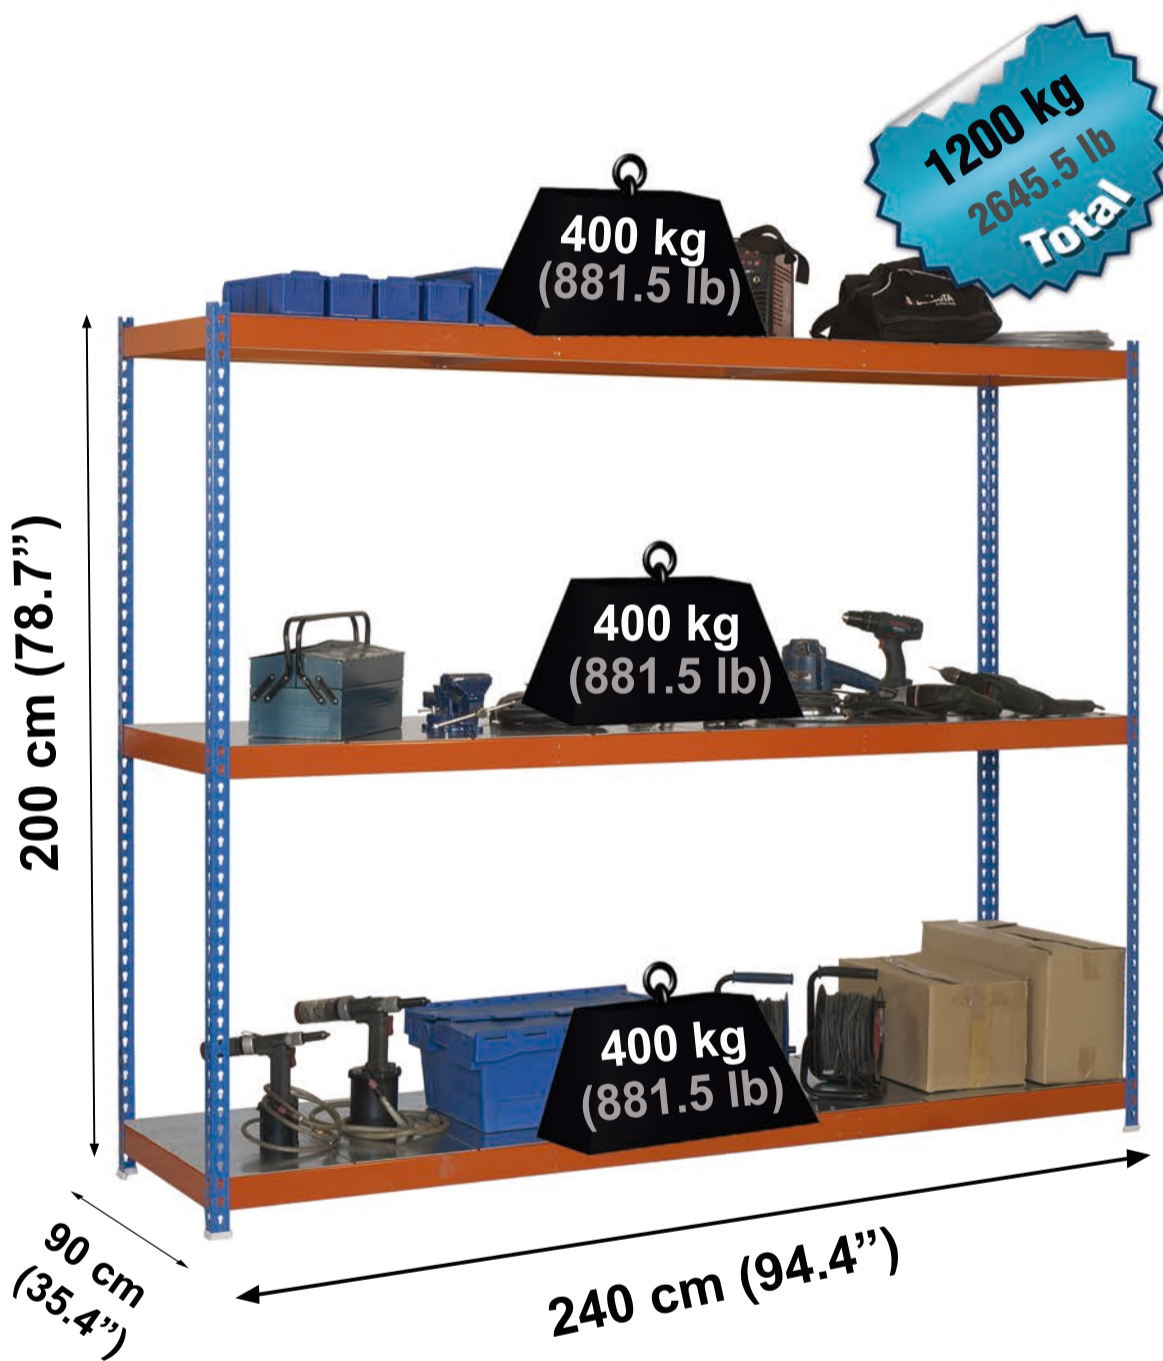 1200 kg
2645.5 lb
Total
400 kg
(881.5 lb)
400 kg
(881.5 lb)
400 kg
(881.5 lb)
200 cm (78.7”)
90 cm
(35.4”)
240 cm (94.4”)